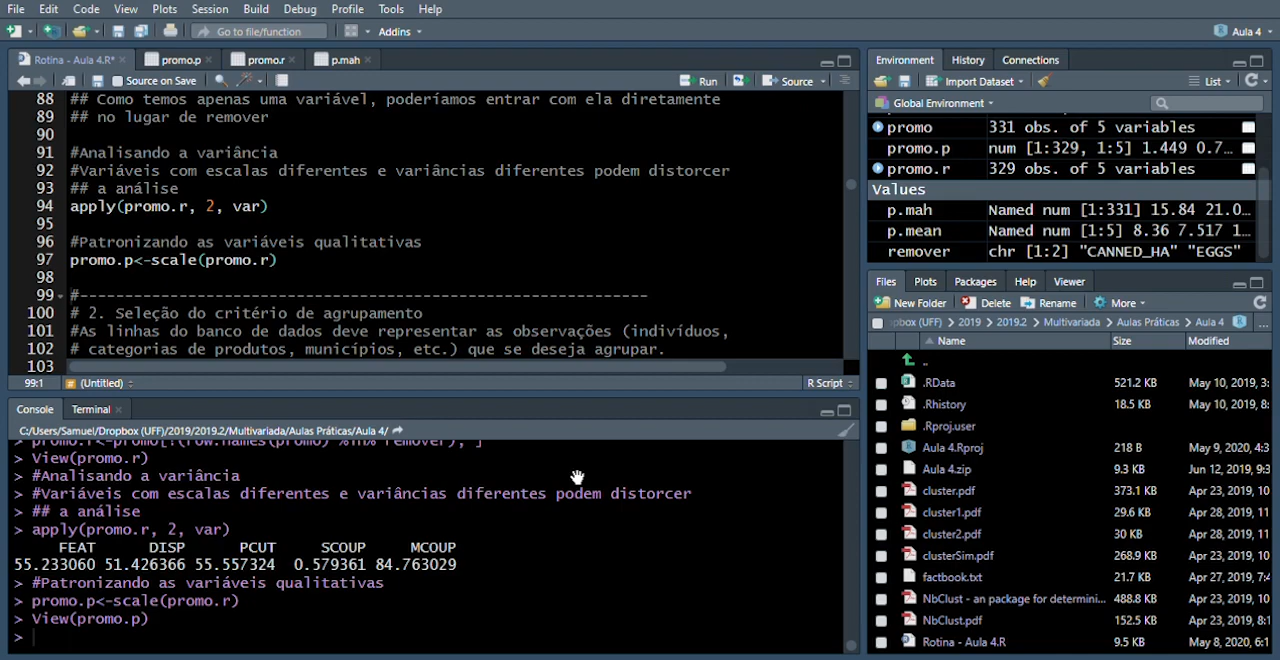 File Edit Code View Plots Session Build Debug Profile Tools Help
Go to file/function Addins Aula 4
Rotina - Aula 4.R* promo.p promo.r p.mah
Source on Save Run Source
88 ## Como temos apenas uma variável, poderíamos entrar com ela diretamente
89 ## no lugar de remover
90
91 #Analisando a variância
92 #Variáveis com escalas diferentes e variâncias diferentes podem distorcer
93 ## a análise
94 apply(promo.r, 2, var)
95
96 #Patronizando as variáveis qualitativas
97 promo.p<-scale(promo.r)
98
99 #-----------------------------------------------------------------
100 # 2. Seleção do critério de agrupamento
101 #As linhas do banco de dados deve representar as observações (indivíduos,
102 # categorias de produtos, municípios, etc.) que se deseja agrupar.
103
99:1 (Untitled) R Script
Console Terminal
C:/Users/Samuel/Dropbox (UFF)/2019/2019.2/Multivariada/Aulas Práticas/Aula 4/
> promo.r<-promo[!(row.names(promo) %in% remover), ]
> View(promo.r)
> #Analisando a variância
> #Variáveis com escalas diferentes e variâncias diferentes podem distorcer
> ## a análise
> apply(promo.r, 2, var)
FEAT DISP PCUT SCOUP MCOUP
55.233060 51.426366 55.557324 0.579361 84.763029
> #Patronizando as variáveis qualitativas
> promo.p<-scale(promo.r)
> View(promo.p)
>
Environment History Connections
Import Dataset List
Global Environment
promo 331 obs. of 5 variables
promo.p num [1:329, 1:5] 1.449 0.7...
promo.r 329 obs. of 5 variables
Values
p.mah Named num [1:331] 15.84 21.0...
p.mean Named num [1:5] 8.36 7.517 1...
remover chr [1:2] "CANNED_HA" "EGGS"
Files Plots Packages Help Viewer
New Folder Delete Rename More
pbox (UFF) 2019 2019.2 Multivariada Aulas Práticas Aula 4 ...
Name Size Modified
..
.RData 521.2 KB May 10, 2019, 3:
.Rhistory 18.5 KB May 10, 2019, 8:
.Rproj.user
Aula 4.Rproj 218 B May 9, 2020, 4:3
Aula 4.zip 9.3 KB Jun 12, 2019, 9:3
cluster.pdf 373.1 KB Apr 23, 2019, 10
cluster1.pdf 29.6 KB Apr 28, 2019, 11
cluster2.pdf 30 KB Apr 28, 2019, 11
clusterSim.pdf 268.9 KB Apr 23, 2019, 10
factbook.txt 21.7 KB Apr 27, 2019, 7:4
NbClust - an package for determini... 488.8 KB Apr 23, 2019, 10
NbClust.pdf 152.5 KB Apr 23, 2019, 8:1
Rotina - Aula 4.R 9.5 KB May 8, 2020, 6:1